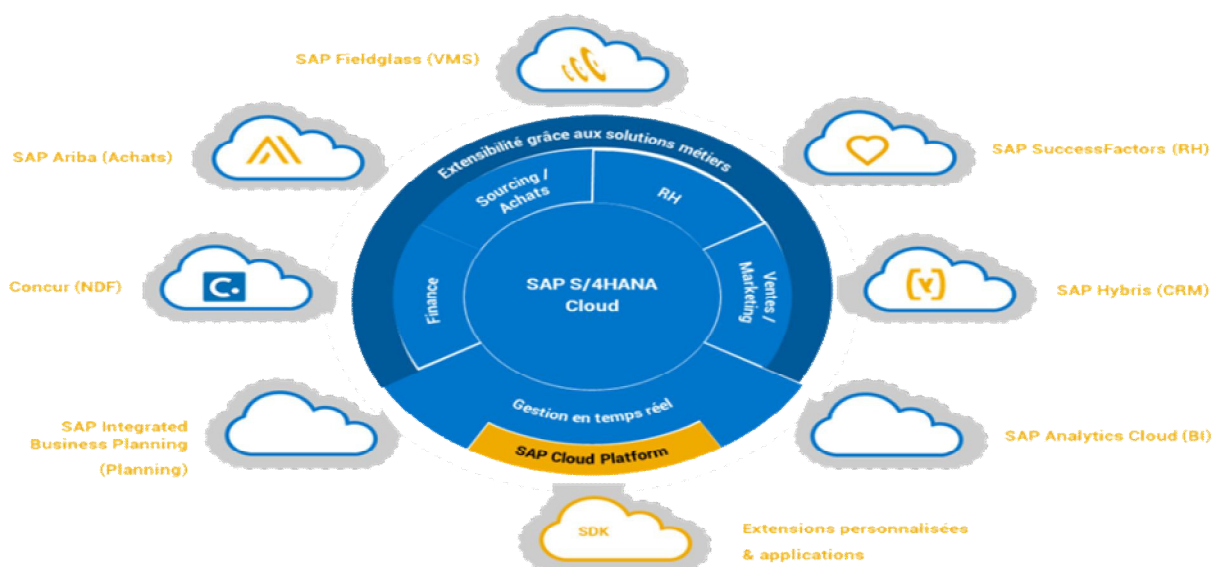 SAP Fieldglass (VMS)
SAP Ariba (Achats)
SAP SuccessFactors (RH)
Concur (NDF)
SAP Hybris (CRM)
SAP Integrated
Business Planning
(Planning)
SAP Analytics Cloud (BI)
Extensibilité grâce aux solutions métiers
Sourcing /
Achats
RH
Finance
Ventes /
Marketing
SAP S/4HANA
Cloud
Gestion en temps réel
SAP Cloud Platform
SDK
Extensions personnalisées
& applications